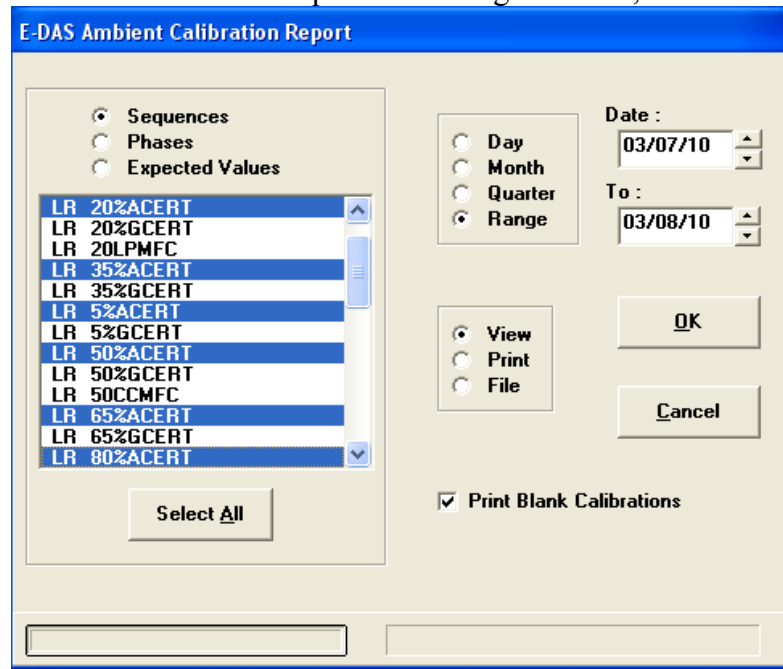 E-DAS Ambient Calibration Report
Sequences
Phases
Expected Values
LR 20%ACERT
LR 20%GCERT
LR 20LPMFC
LR 35%ACERT
LR 35%GCERT
LR 5%ACERT
LR 5%GCERT
LR 50%ACERT
LR 50%GCERT
LR 50CCMFC
LR 65%ACERT
LR 65%GCERT
LR 80%ACERT
Select All
Day
Month
Quarter
Range
Date :
03/07/10
To :
03/08/10
View
Print
File
OK
Cancel
Print Blank Calibrations